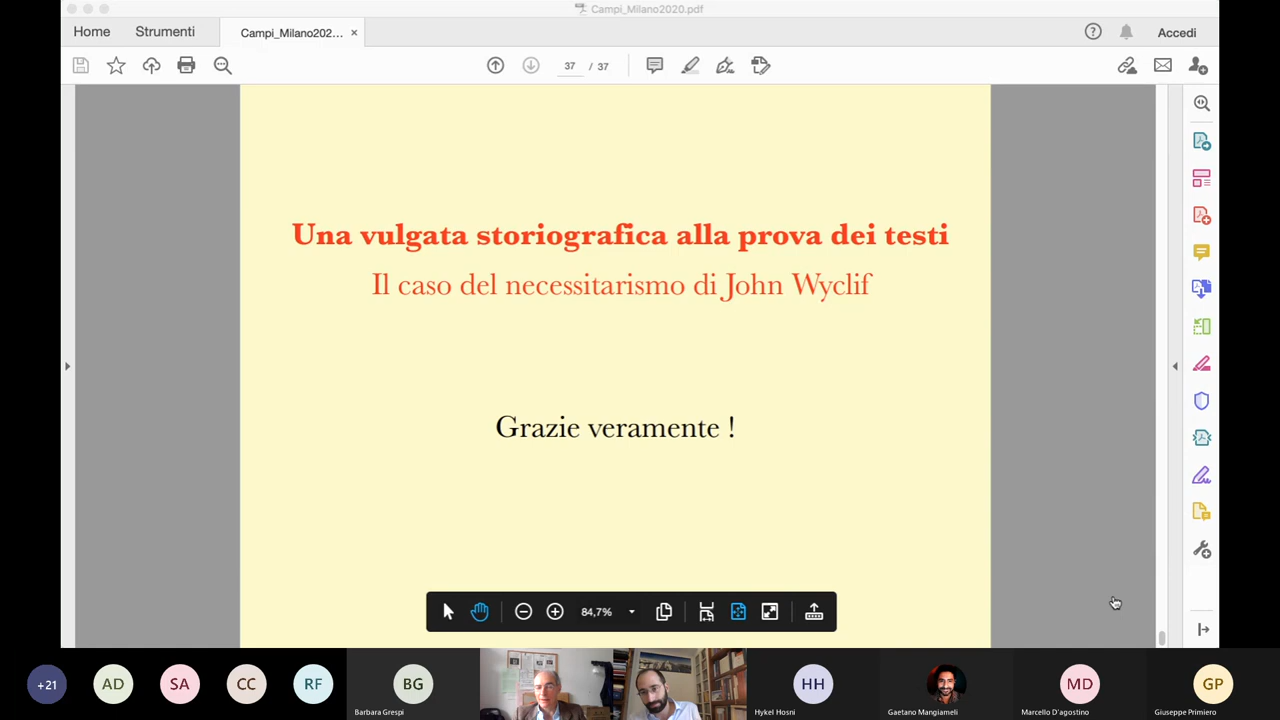 Campi_Milano2020.pdf
Home
Strumenti
Campi_Milano202... ×
Accedi
37 / 37
Una vulgata storiografica alla prova dei testi
Il caso del necessitarismo di John Wyclif
Grazie veramente !
84,7%
+21
AD
SA
CC
RF
BG
HH
MD
GP
Barbara Grespi
Hykel Hosni
Gaetano Mangiameli
Marcello D'agostino
Giuseppe Primiero